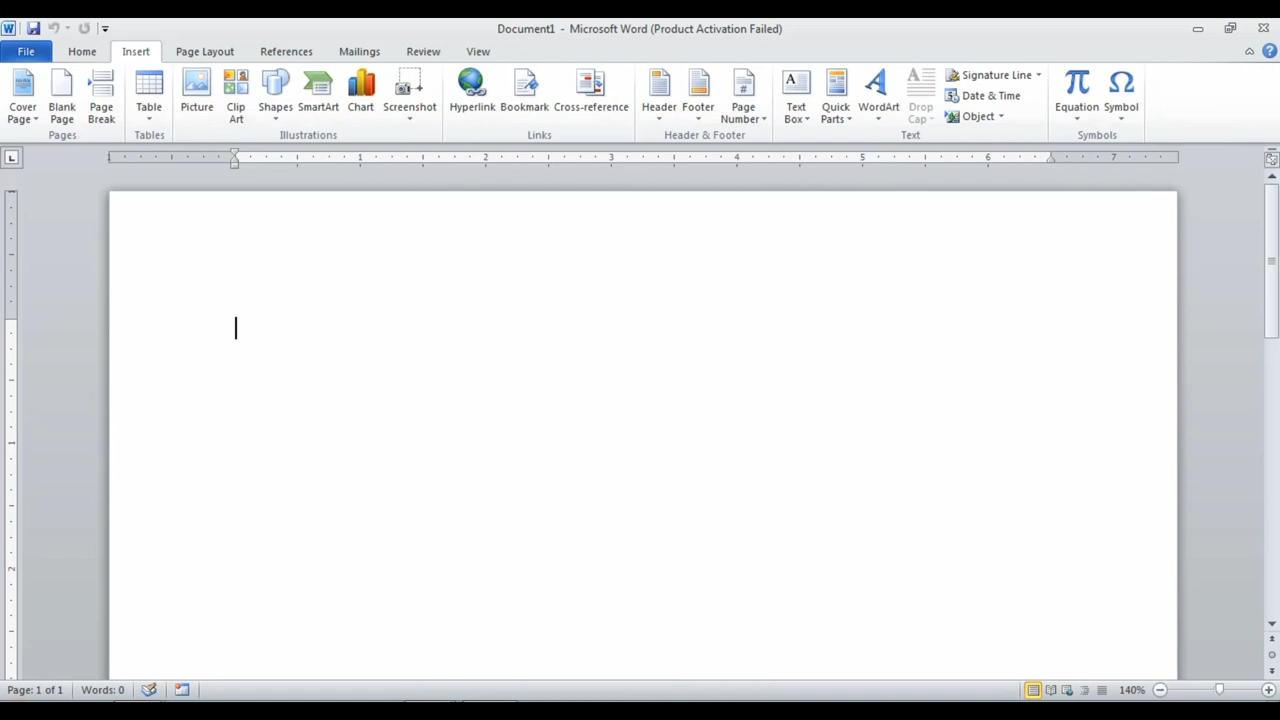 Document1 - Microsoft Word (Product Activation Failed)
File Home Insert Page Layout References Mailings Review View
Cover Page
Blank Page
Page Break
Pages
Table
Tables
Picture
Clip Art
Shapes
SmartArt
Chart
Screenshot
Illustrations
Hyperlink
Bookmark
Cross-reference
Links
Header
Footer
Page Number
Header & Footer
Text Box
Quick Parts
WordArt
Drop Cap
Signature Line
Date & Time
Object
Text
Equation
Symbol
Symbols
1 1 2 3 4 5 6 7
1
2
Page: 1 of 1 Words: 0 140%